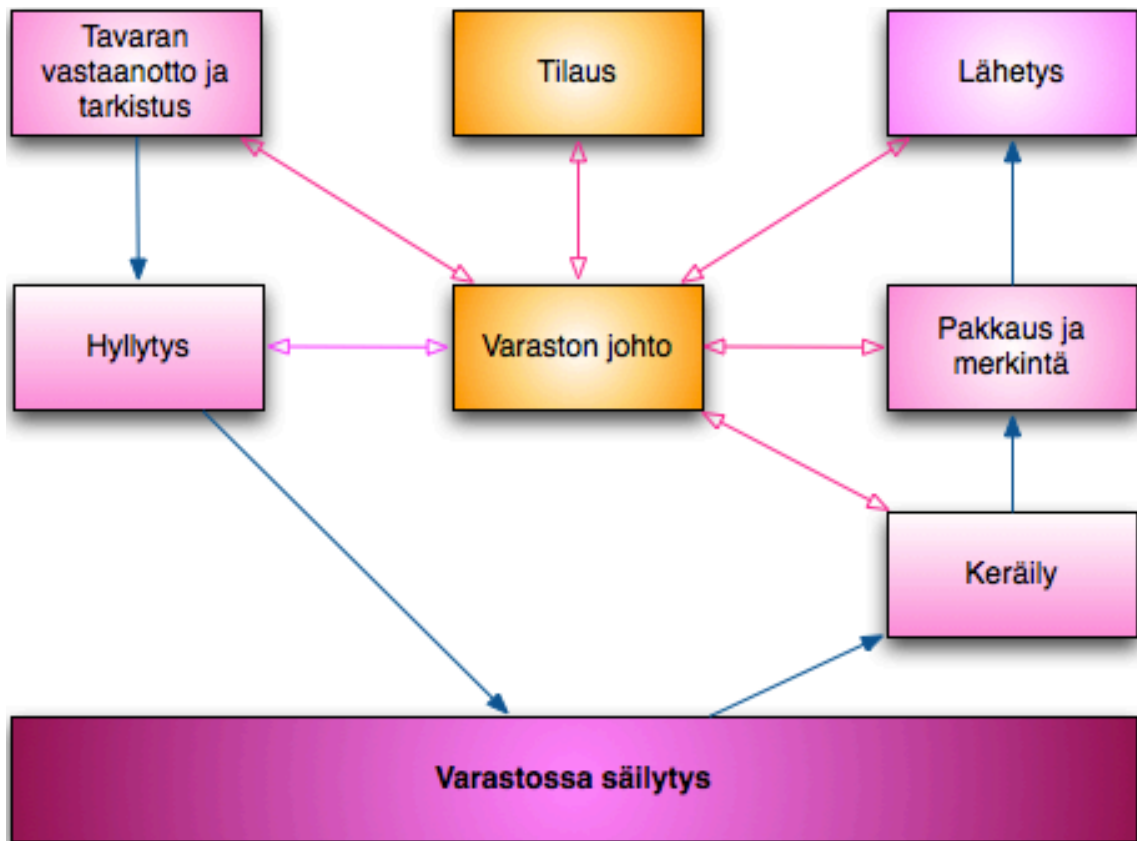 Tavaran
vastaanotto ja
tarkistus
Tilaus
Lähetys
Hyllytys
Varaston johto
Pakkaus ja
merkintä
Keräily
Varastossa säilytys